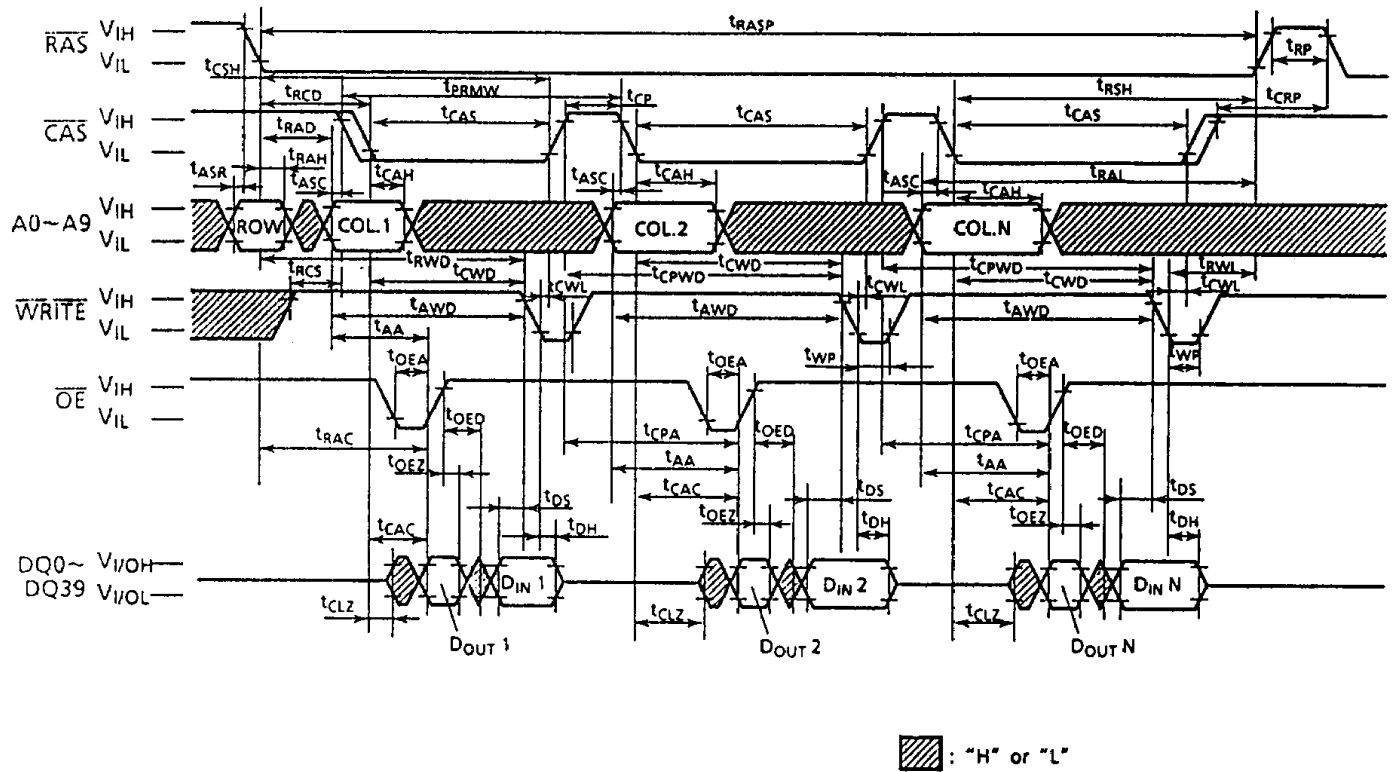 tRASP
RAS VIH
VIL
tRP
tCSH
tPRMW
tRSH
tRCD
tCP
tCRP
CAS VIH
VIL
tRAD
tCAS
tCAS
tCAS
tRAH
tASR
tASC
tCAH
tASC
tCAH
tASC
tCAH
tRAL
A0~A9 VIH
VIL
ROW
COL.1
COL.2
COL.N
tRWD
tCWD
tRCS
tCWD
tCPWD
tCPWD
tCWD
tRWL
tCWL
tCWL
tCWL
WRITE VIH
VIL
tAWD
tAWD
tAWD
tAA
tWP
tWP
tOEA
tOEA
tOEA
OE VIH
VIL
tOED
tOED
tOED
tRAC
tCPA
tCPA
tOEZ
tAA
tAA
tDS
tCAC
tDS
tCAC
tDS
tCAC
tDH
tOEZ
tDH
tOEZ
tDH
DQ0~
DQ39
VI/OH
VI/OL
DIN 1
DIN 2
DIN N
tCLZ
tCLZ
tCLZ
DOUT 1
DOUT 2
DOUT N
: "H" or "L"